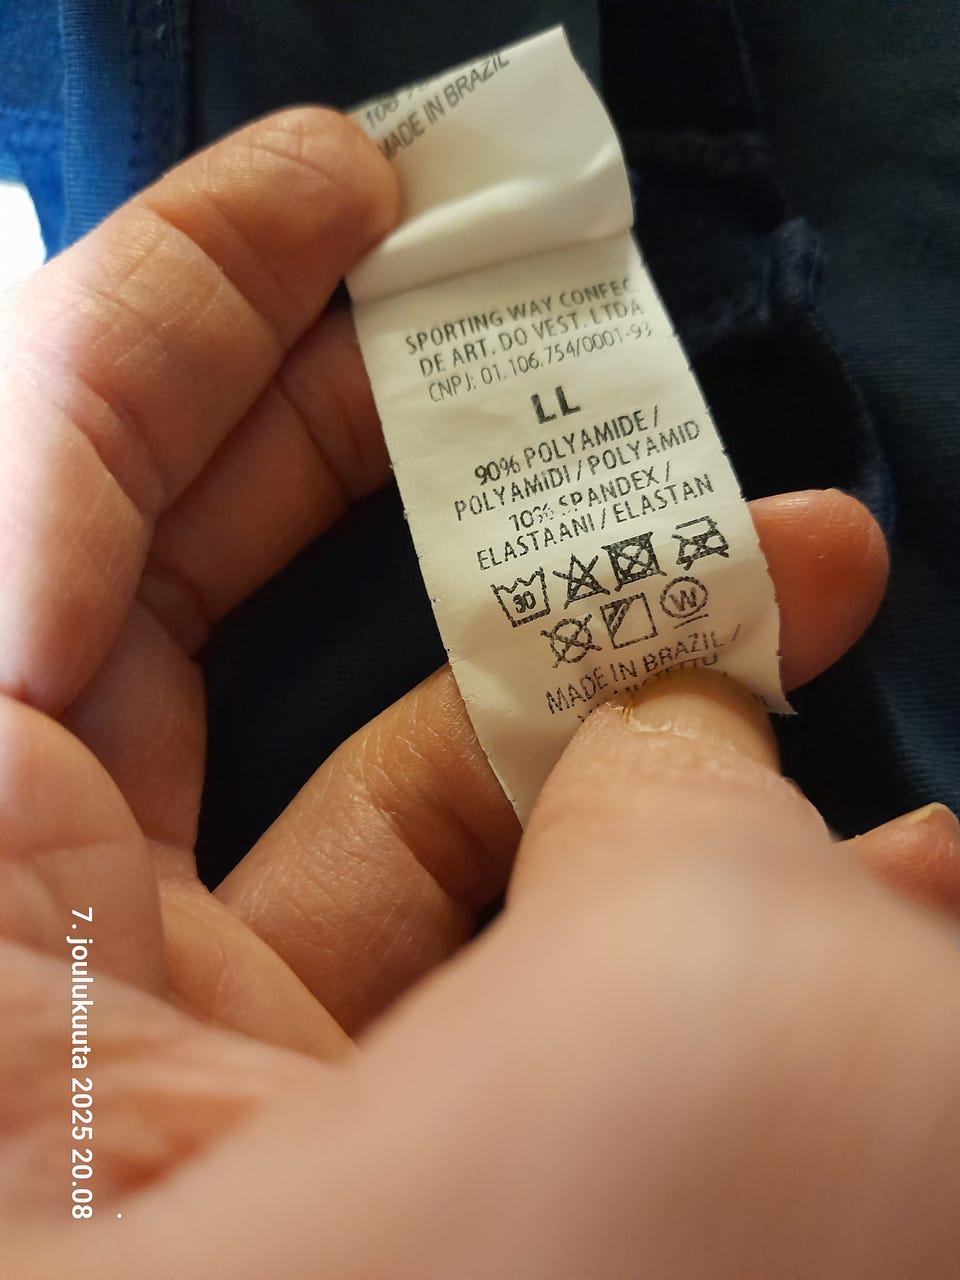 MADE IN BRAZIL
SPORTING WAY CONFEC.
DE ART. DO VEST. LTDA
CNPJ: 01.106.754/0001-93
LL
90% POLYAMIDE /
POLYAMIDI / POLYAMID
10% SPANDEX /
ELASTAANI / ELASTAN
30
W
MADE IN BRAZIL /
7. joulukuuta 2025 20.08